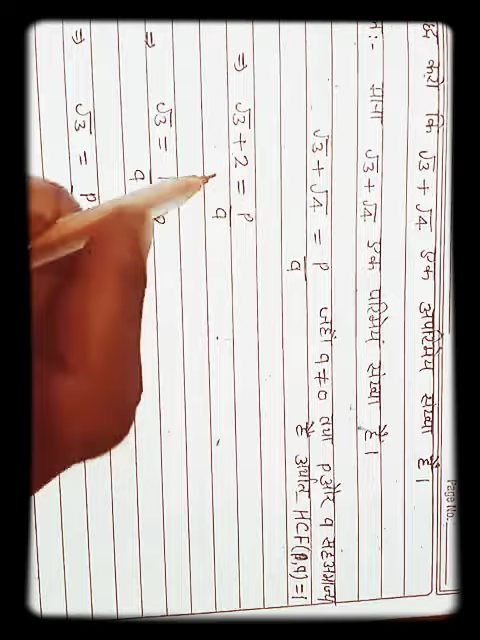 द्ध करो कि √3 + √4 एक अपरिमेय संख्या है।
माना √3 + √4 एक परिमेय संख्या है।
√3 + √4 = p/q जहाँ q ≠ 0 तथा p और q सहअभाज्य
है अर्थात HCF(p,q) = 1
⇒ √3 + 2 = p/q
⇒ √3 =
⇒ √3 = p
Page No.